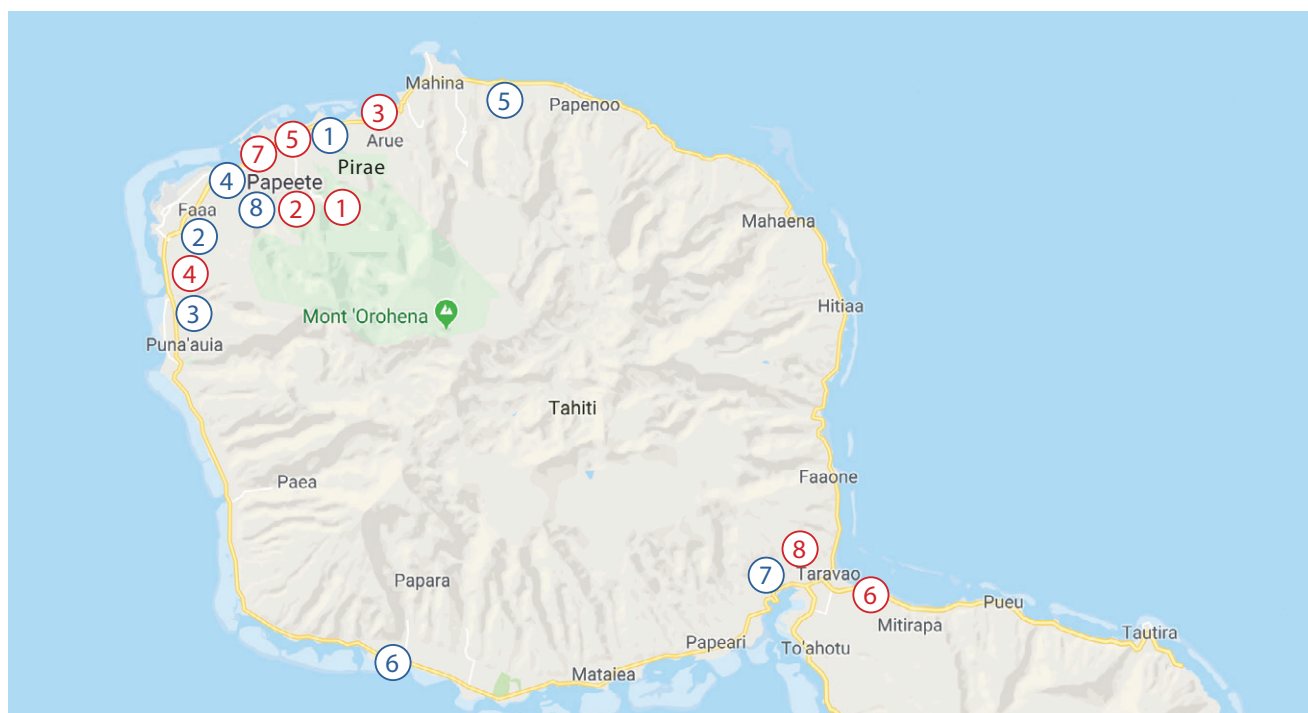 Mahina
5
Papenoo
3
1
5
Arue
7
Pirae
4
Papeete
Faaa
8
2
1
Mahaena
2
4
Hitiaa
3
Mont 'Orohena
Puna'auia
Tahiti
Paea
Faaone
8
7
Taravao
Papara
6
Pueu
Mitirapa
Tautira
Papeari
To'ahotu
6
Mataiea